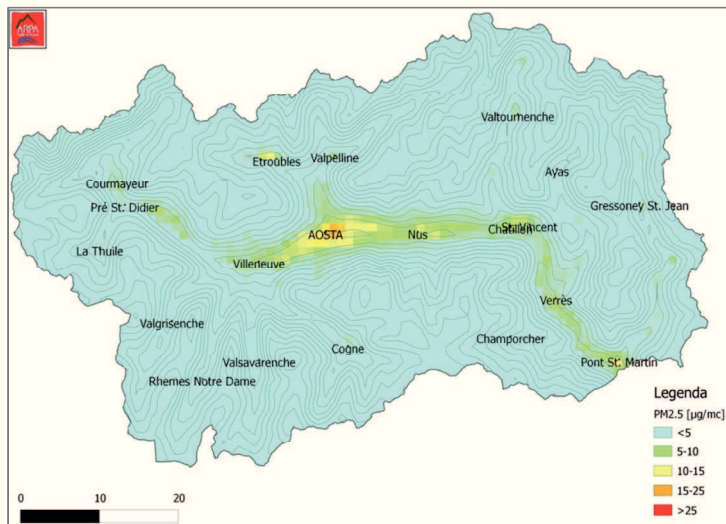 ARPA
Valtournenche
Etroubles
Valpelline
Ayas
Courmayeur
Pré St. Didier
Gressoney St. Jean
AOSTA
Nus
Chatillon
St. Vincent
La Thuile
Villeneuve
Verrès
Valgrisenche
Cogne
Champorcher
Valsavarenche
Pont St. Martin
Rhemes Notre Dame
Legenda
PM2.5 [µg/mc]
<5
5-10
10-15
15-25
>25
0 10 20